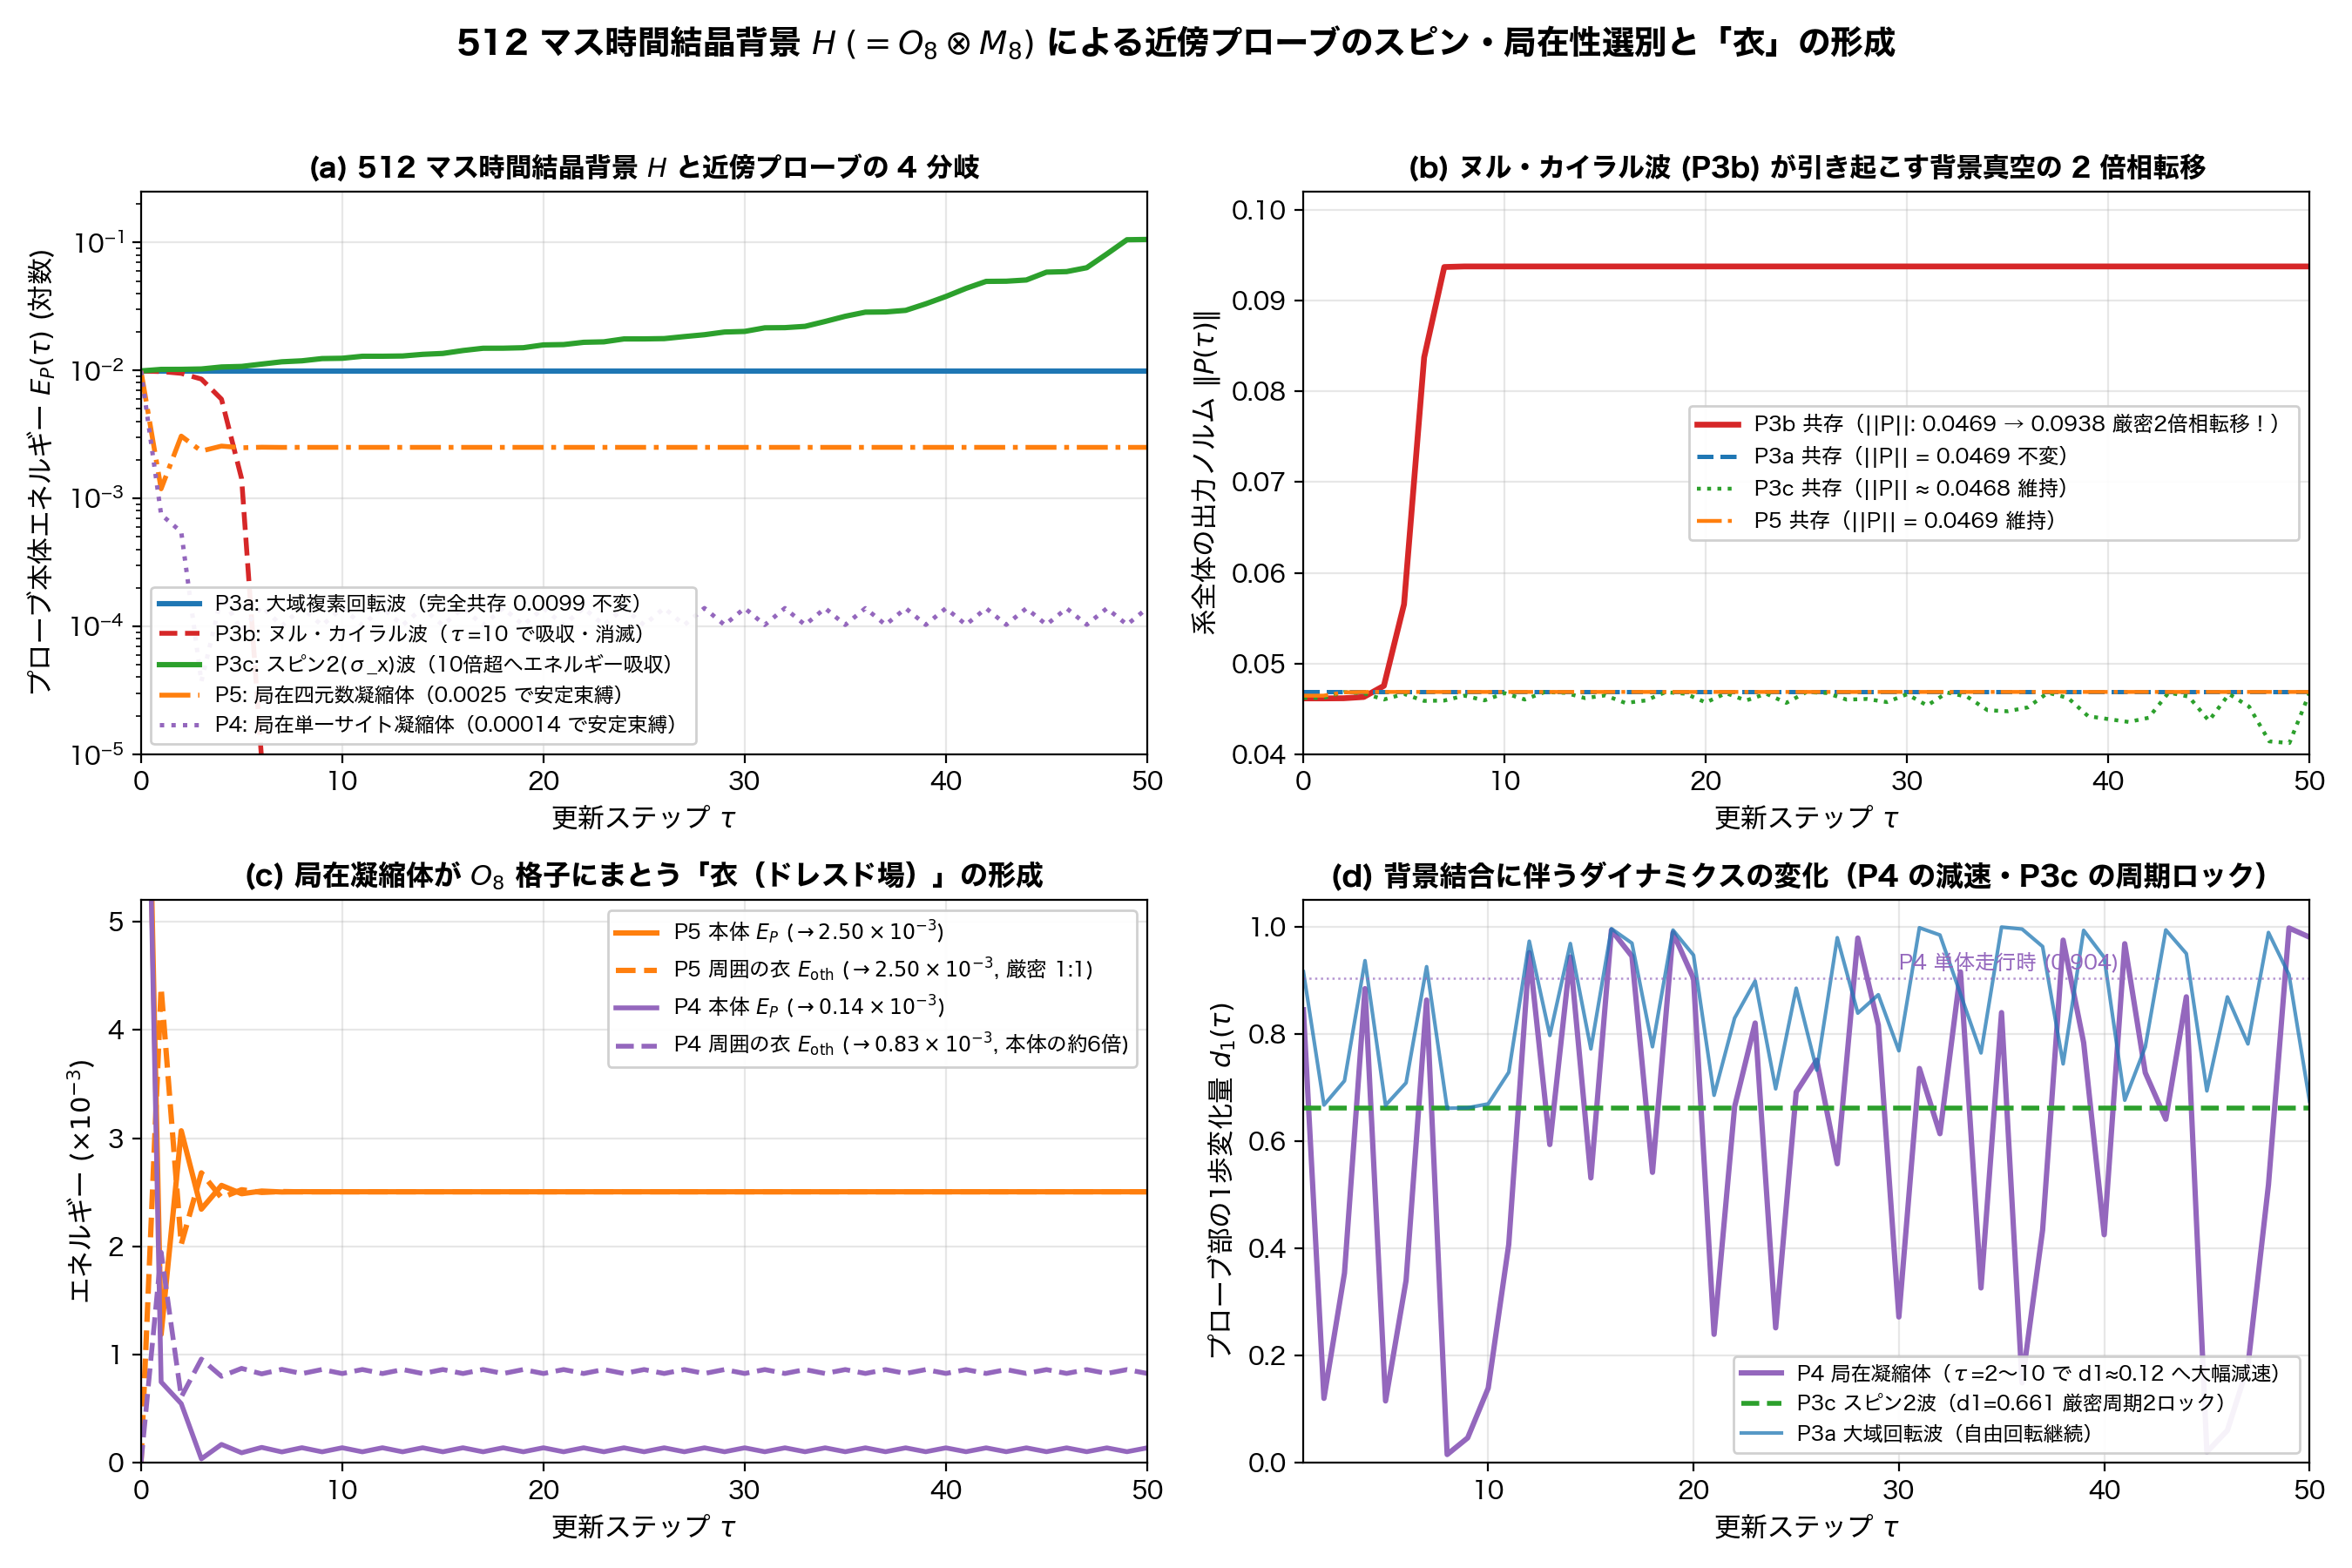 512 マス時間結晶背景 H ( = O₈ ⊗ M₈) による近傍プローブのスピン・局在性選別と「衣」の形成
(a) 512 マス時間結晶背景 H と近傍プローブの 4 分岐
プローブ本体エネルギー E_P(τ) (対数)
10⁻¹
10⁻²
10⁻³
10⁻⁴
10⁻⁵
P3a: 大域複素回転波（完全共存 0.0099 不変）
P3b: ヌル・カイラル波（τ=10 で吸収・消滅）
P3c: スピン2(σ_x)波（10倍超へエネルギー吸収）
P5: 局在四元数凝縮体（0.0025 で安定束縛）
P4: 局在単一サイト凝縮体（0.00014 で安定束縛）
0 10 20 30 40 50
更新ステップ τ
(b) ヌル・カイラル波 (P3b) が引き起こす背景真空の 2 倍相転移
系全体の出力ノルム ‖P(τ)‖
0.10
0.09
0.08
0.07
0.06
0.05
0.04
P3b 共存（||P||: 0.0469 → 0.0938 厳密2倍相転移！）
P3a 共存（||P|| = 0.0469 不変）
P3c 共存（||P|| ≈ 0.0468 維持）
P5 共存（||P|| = 0.0469 維持）
0 10 20 30 40 50
更新ステップ τ
(c) 局在凝縮体が O₈ 格子にまとう「衣（ドレスド場）」の形成
エネルギー (×10⁻³)
5
4
3
2
1
0
P5 本体 E_P (→2.50 × 10⁻³)
P5 周囲の衣 E_oth (→2.50 × 10⁻³, 厳密 1:1)
P4 本体 E_P (→0.14 × 10⁻³)
P4 周囲の衣 E_oth (→0.83 × 10⁻³, 本体の約6倍)
0 10 20 30 40 50
更新ステップ τ
(d) 背景結合に伴うダイナミクスの変化（P4 の減速・P3c の周期ロック）
プローブ部の1歩変化量 d₁(τ)
1.0
0.8
0.6
0.4
0.2
0.0
P4 単体走行時 (0.904)
P4 局在凝縮体（τ=2〜10 で d1≈0.12 へ大幅減速）
P3c スピン2波（d1=0.661 厳密周期2ロック）
P3a 大域回転波（自由回転継続）
10 20 30 40 50
更新ステップ τ